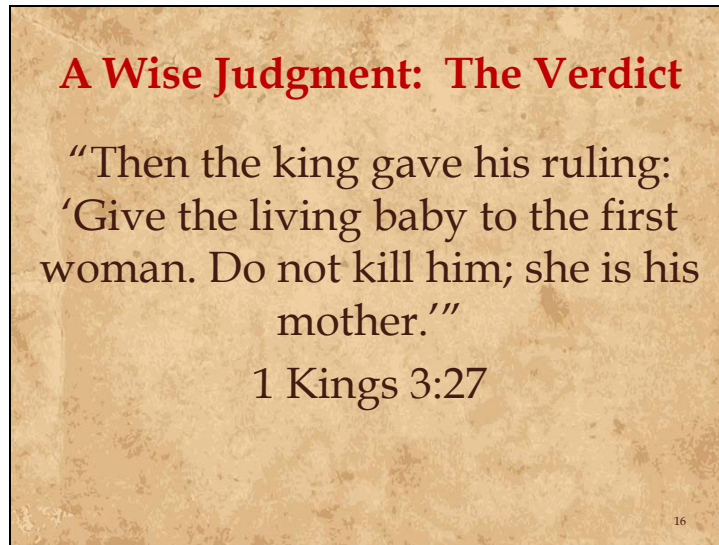 A Wise Judgment:  The Verdict
“Then the king gave his ruling:
‘Give the living baby to the first
woman. Do not kill him; she is his
mother.’”
1 Kings 3:27
16